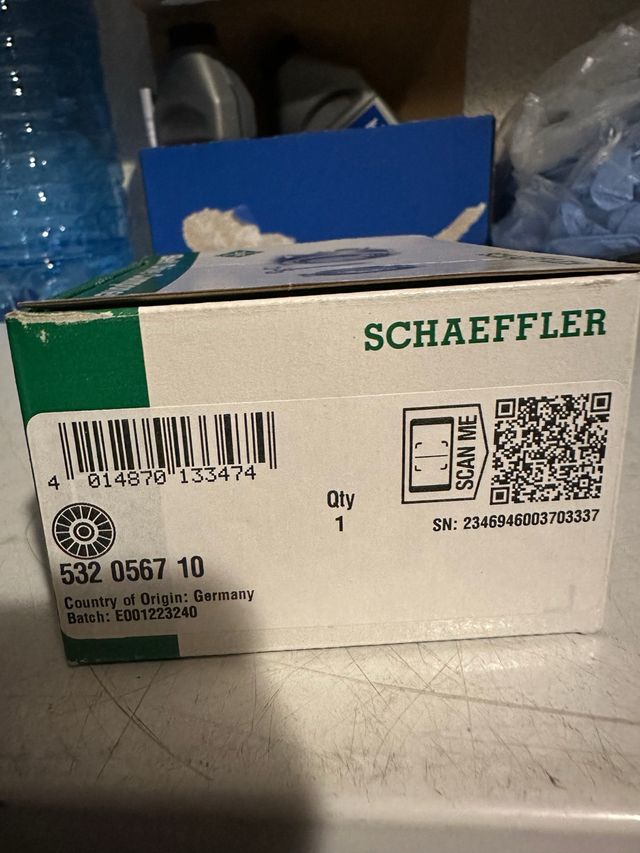 SCHAEFFLER
4 014870 133474
SCAN ME
Qty
1
SN: 2346946003703337
532 0567 10
Country of Origin: Germany
Batch: E001223240